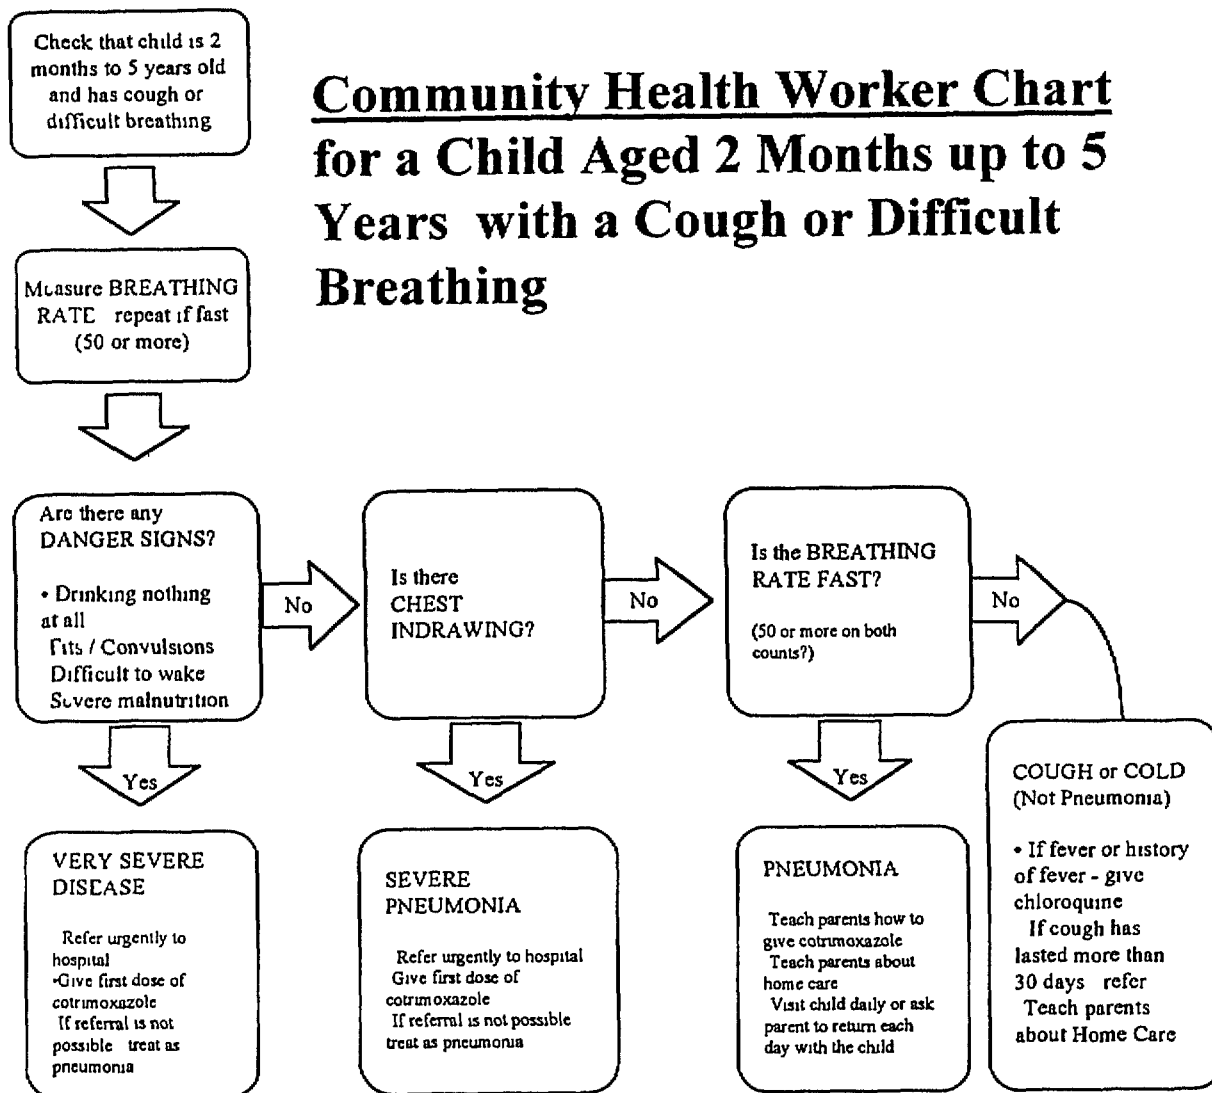 Check that child is 2
months to 5 years old
and has cough or
difficult breathing
Community Health Worker Chart
for a Child Aged 2 Months up to 5
Years with a Cough or Difficult
Breathing
Measure BREATHING
RATE repeat if fast
(50 or more)
Are there any
DANGER SIGNS?
• Drinking nothing
at all
Fits / Convulsions
Difficult to wake
Severe malnutrition
No
Is there
CHEST
INDRAWING?
No
Is the BREATHING
RATE FAST?
(50 or more on both
counts?)
No
Yes
Yes
Yes
VERY SEVERE
DISEASE
Refer urgently to
hospital
•Give first dose of
cotrimoxazole
If referral is not
possible treat as
pneumonia
SEVERE
PNEUMONIA
Refer urgently to hospital
Give first dose of
cotrimoxazole
If referral is not possible
treat as pneumonia
PNEUMONIA
Teach parents how to
give cotrimoxazole
Teach parents about
home care
Visit child daily or ask
parent to return each
day with the child
COUGH or COLD
(Not Pneumonia)
• If fever or history
of fever - give
chloroquine
If cough has
lasted more than
30 days refer
Teach parents
about Home Care